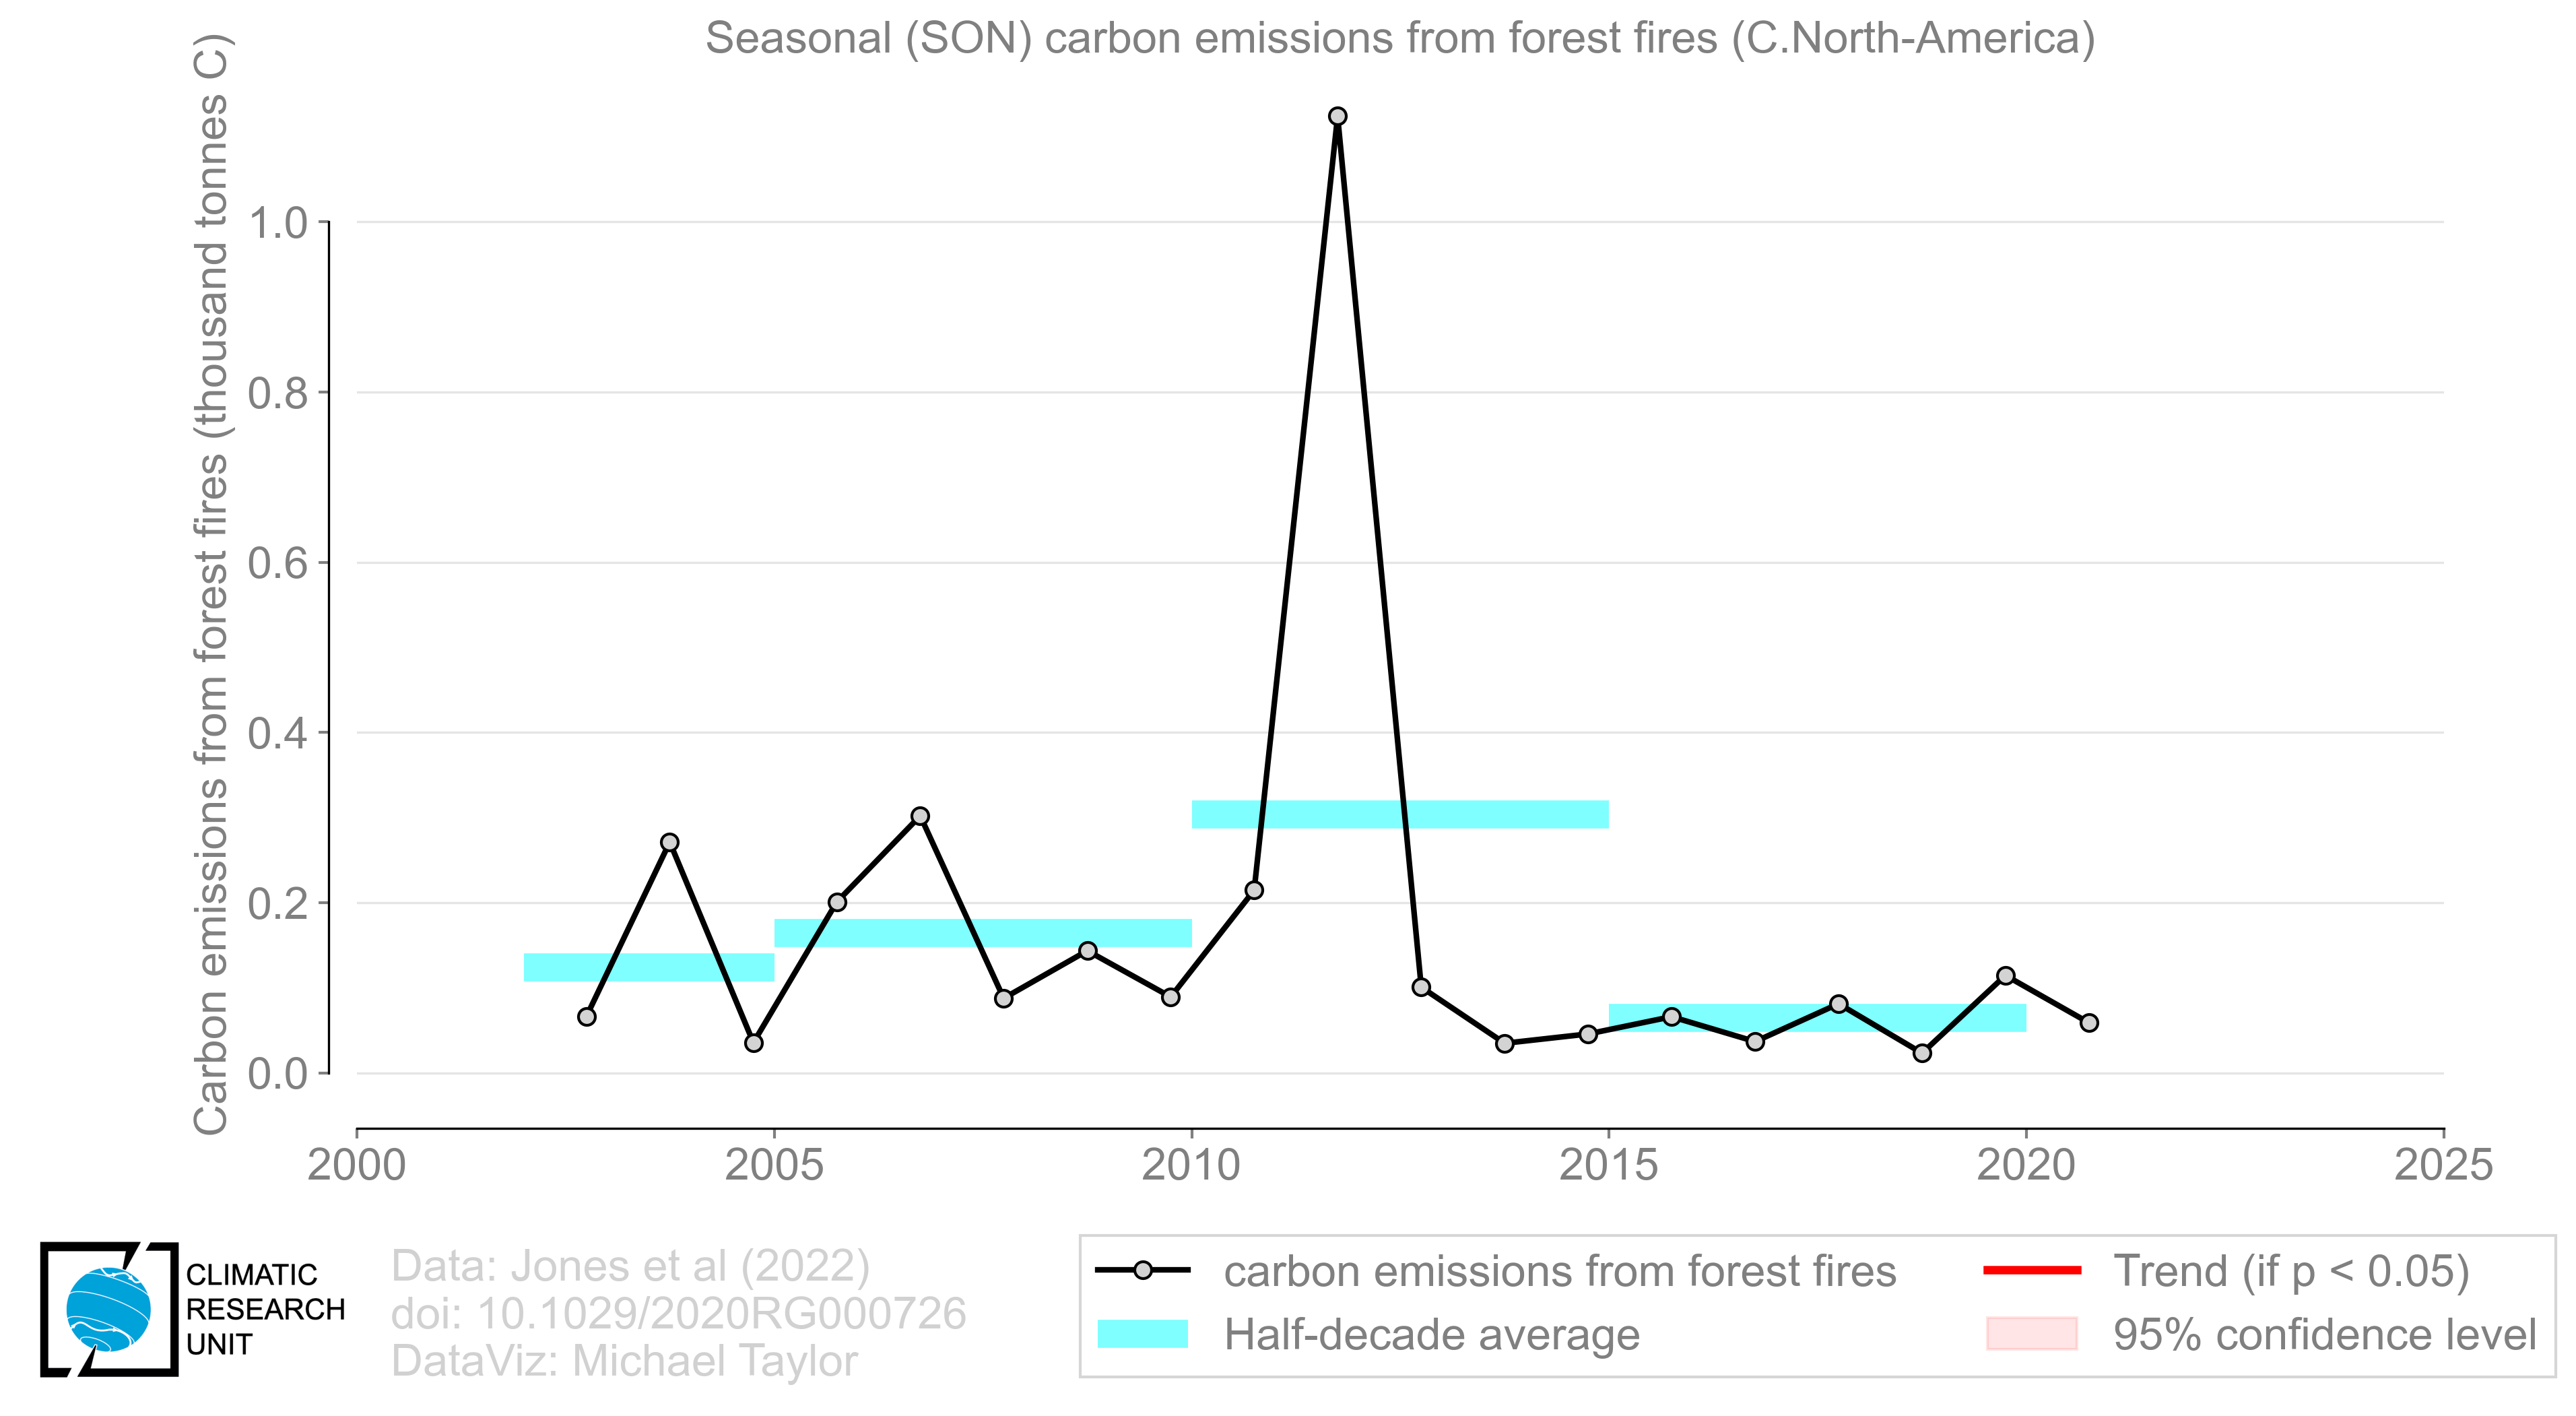 Seasonal (SON) carbon emissions from forest fires (C.North-America)
Carbon emissions from forest fires (thousand tonnes C)
1.0
0.8
0.6
0.4
0.2
0.0
2000
2005
2010
2015
2020
2025
CLIMATIC
RESEARCH
UNIT
Data: Jones et al (2022)
doi: 10.1029/2020RG000726
DataViz: Michael Taylor
carbon emissions from forest fires
Half-decade average
Trend (if p < 0.05)
95% confidence level